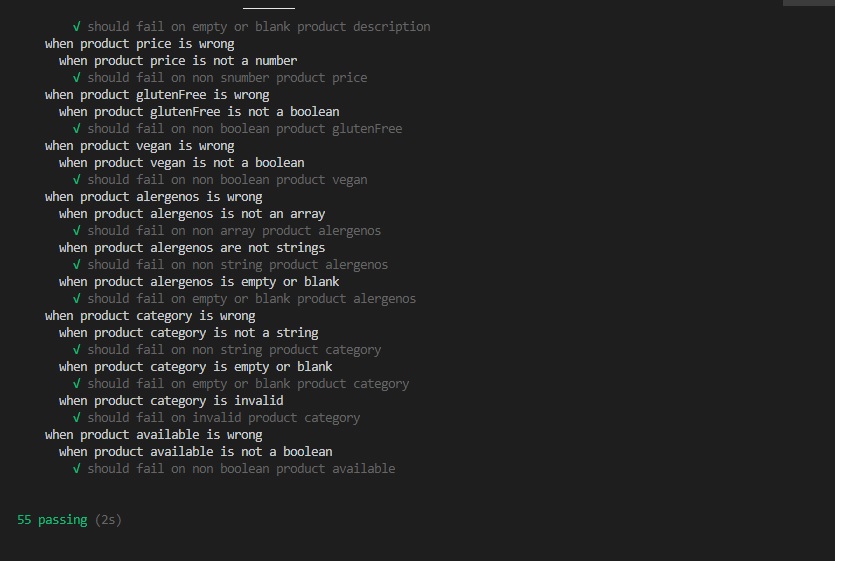 √ should fail on empty or blank product description
when product price is wrong
when product price is not a number
√ should fail on non snumber product price
when product glutenFree is wrong
when product glutenFree is not a boolean
√ should fail on non boolean product glutenFree
when product vegan is wrong
when product vegan is not a boolean
√ should fail on non boolean product vegan
when product alergenos is wrong
when product alergenos is not an array
√ should fail on non array product alergenos
when product alergenos are not strings
√ should fail on non string product alergenos
when product alergenos is empty or blank
√ should fail on empty or blank product alergenos
when product category is wrong
when product category is not a string
√ should fail on non string product category
when product category is empty or blank
√ should fail on empty or blank product category
when product category is invalid
√ should fail on invalid product category
when product available is wrong
when product available is not a boolean
√ should fail on non boolean product available
55 passing (2s)